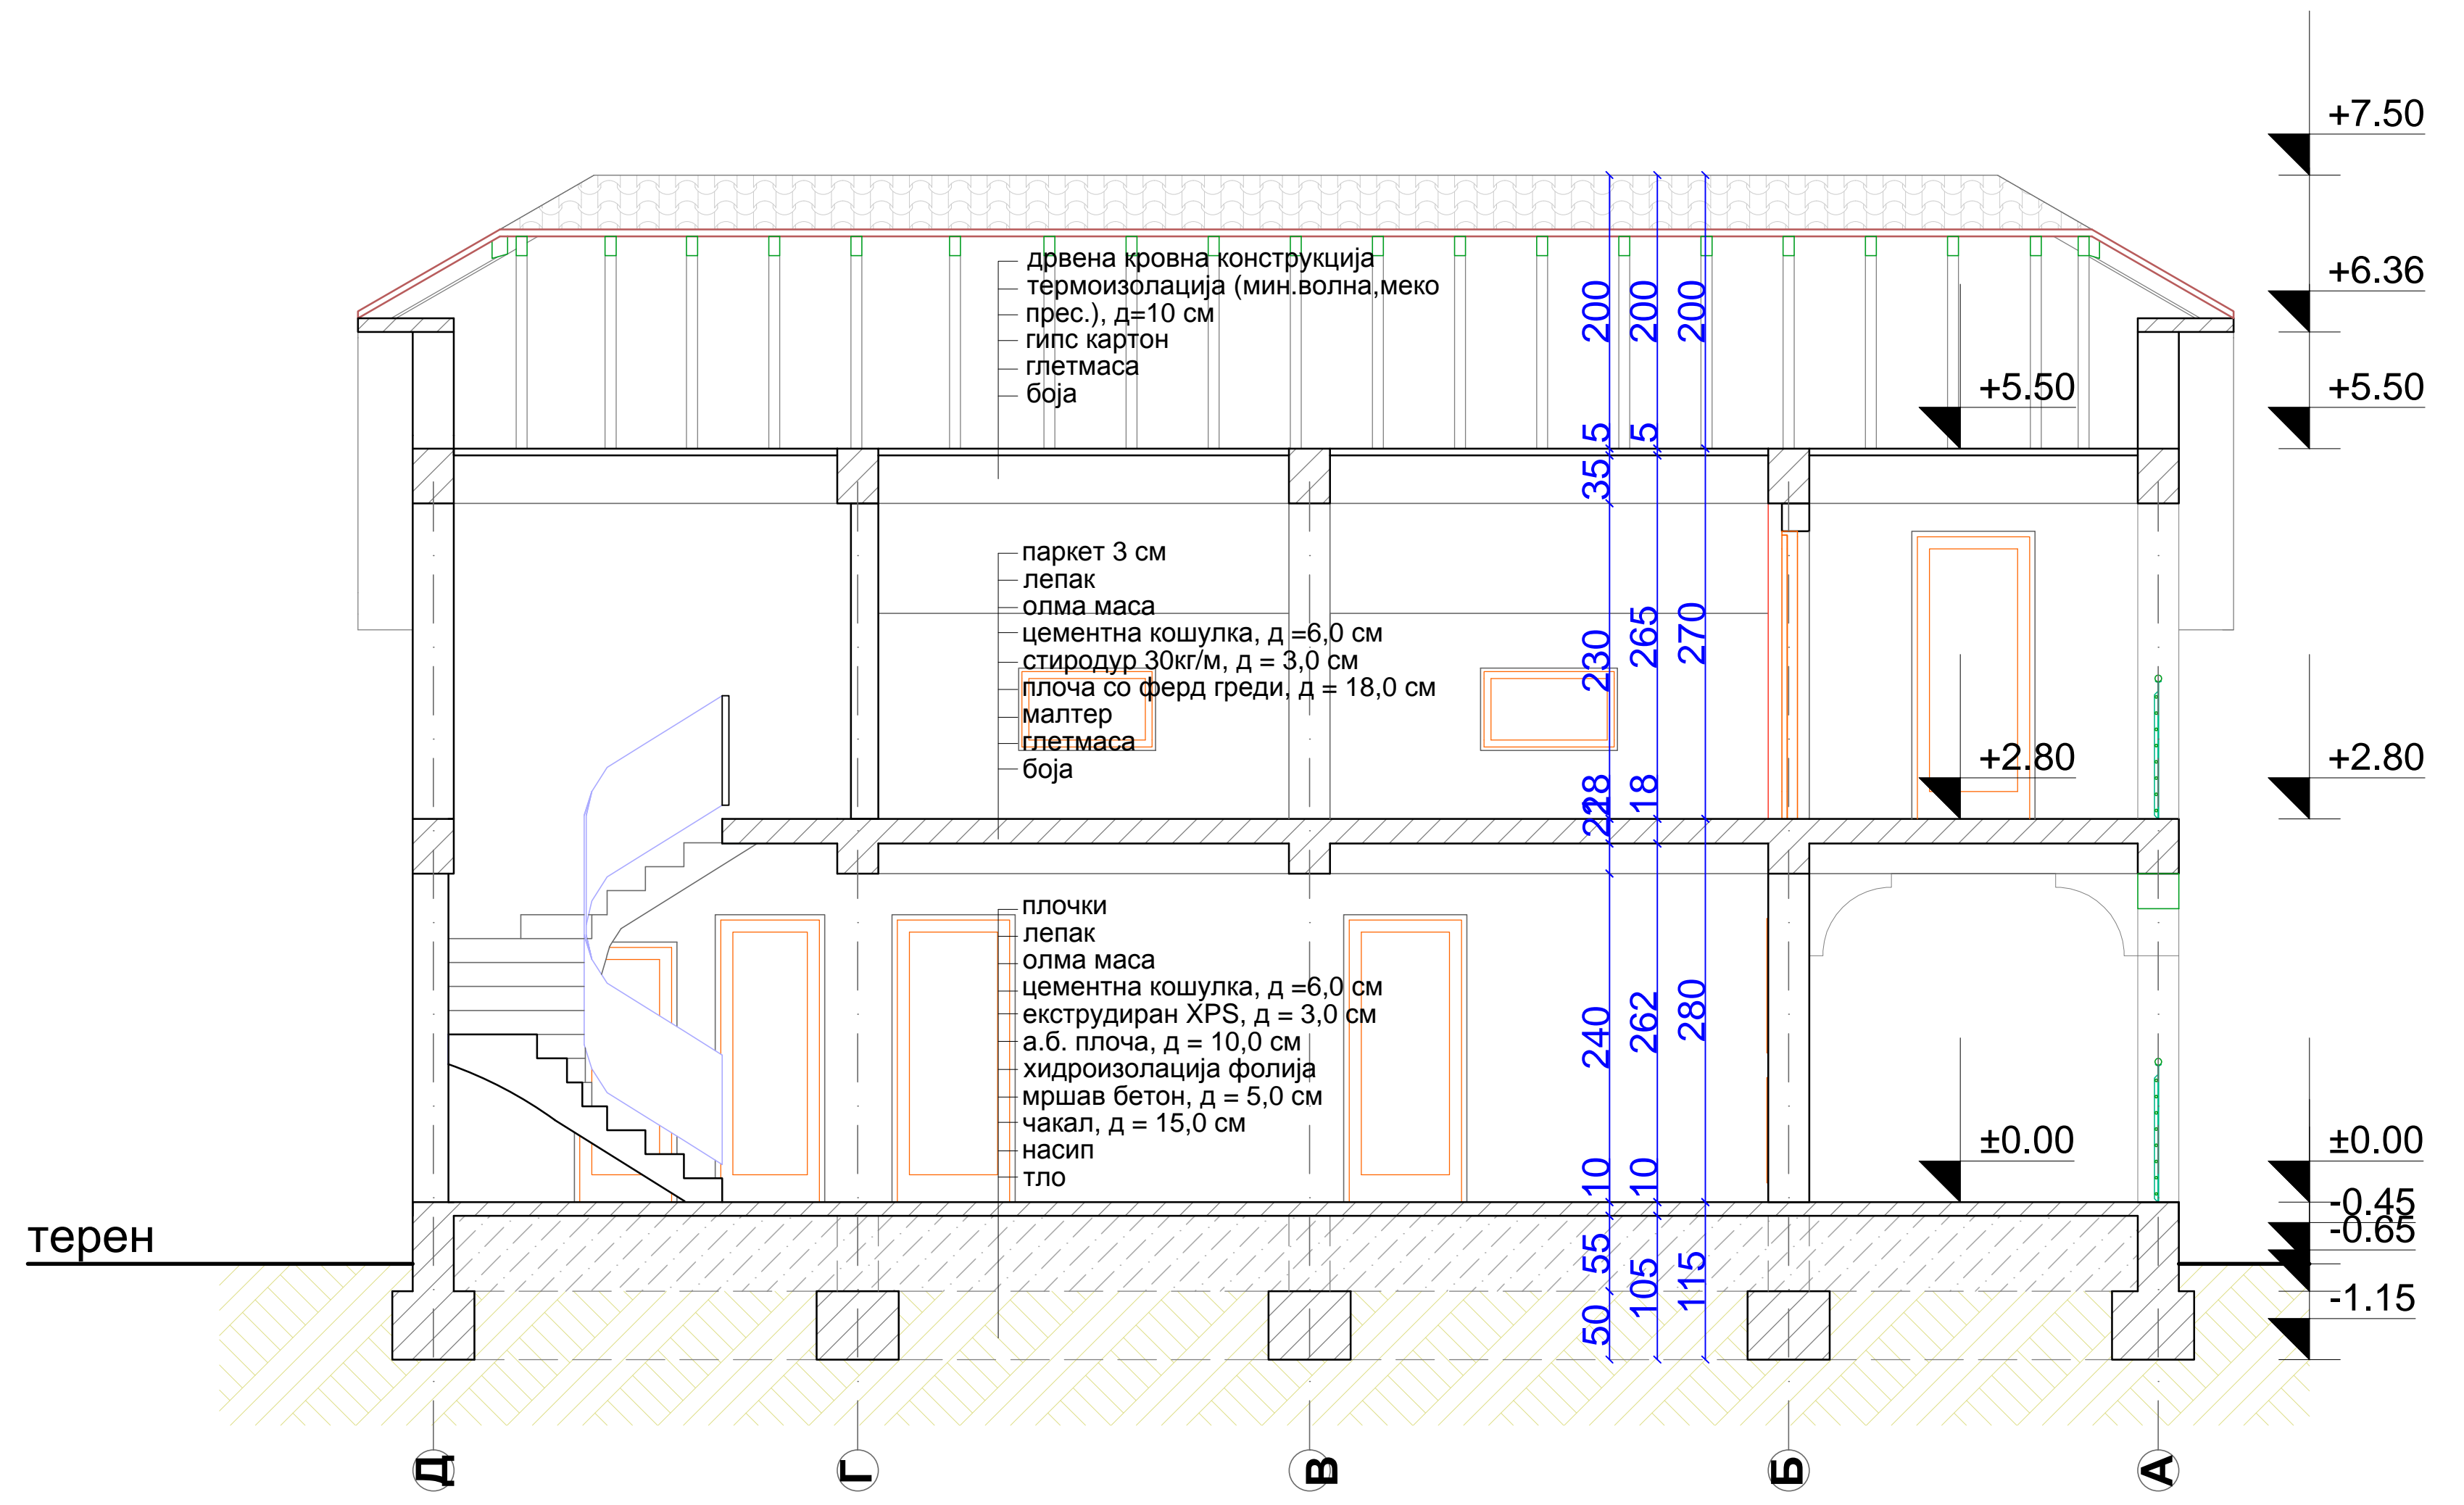 +7.50
дрвена кровна конструкција
термоизолација (мин.волна,меко
прес.), д=10 см
гипс картон
глетмаса
боја
200
200
200
+6.36
+5.50
+5.50
5
5
35
паркет 3 см
лепак
олма маса
цементна кошулка, д =6,0 см
стиродур 30кг/м, д = 3,0 см
плоча со ферд греди, д = 18,0 см
малтер
глетмаса
боја
230
265
270
+2.80
+2.80
18
22
18
плочки
лепак
олма маса
цементна кошулка, д =6,0 см
екструдиран XPS, д = 3,0 см
а.б. плоча, д = 10,0 см
хидроизолација фолија
мршав бетон, д = 5,0 см
чакал, д = 15,0 см
насип
тло
240
262
280
±0.00
±0.00
10
10
-0.45
-0.65
терен
55
105
115
-1.15
50
Д
Г
В
Б
А